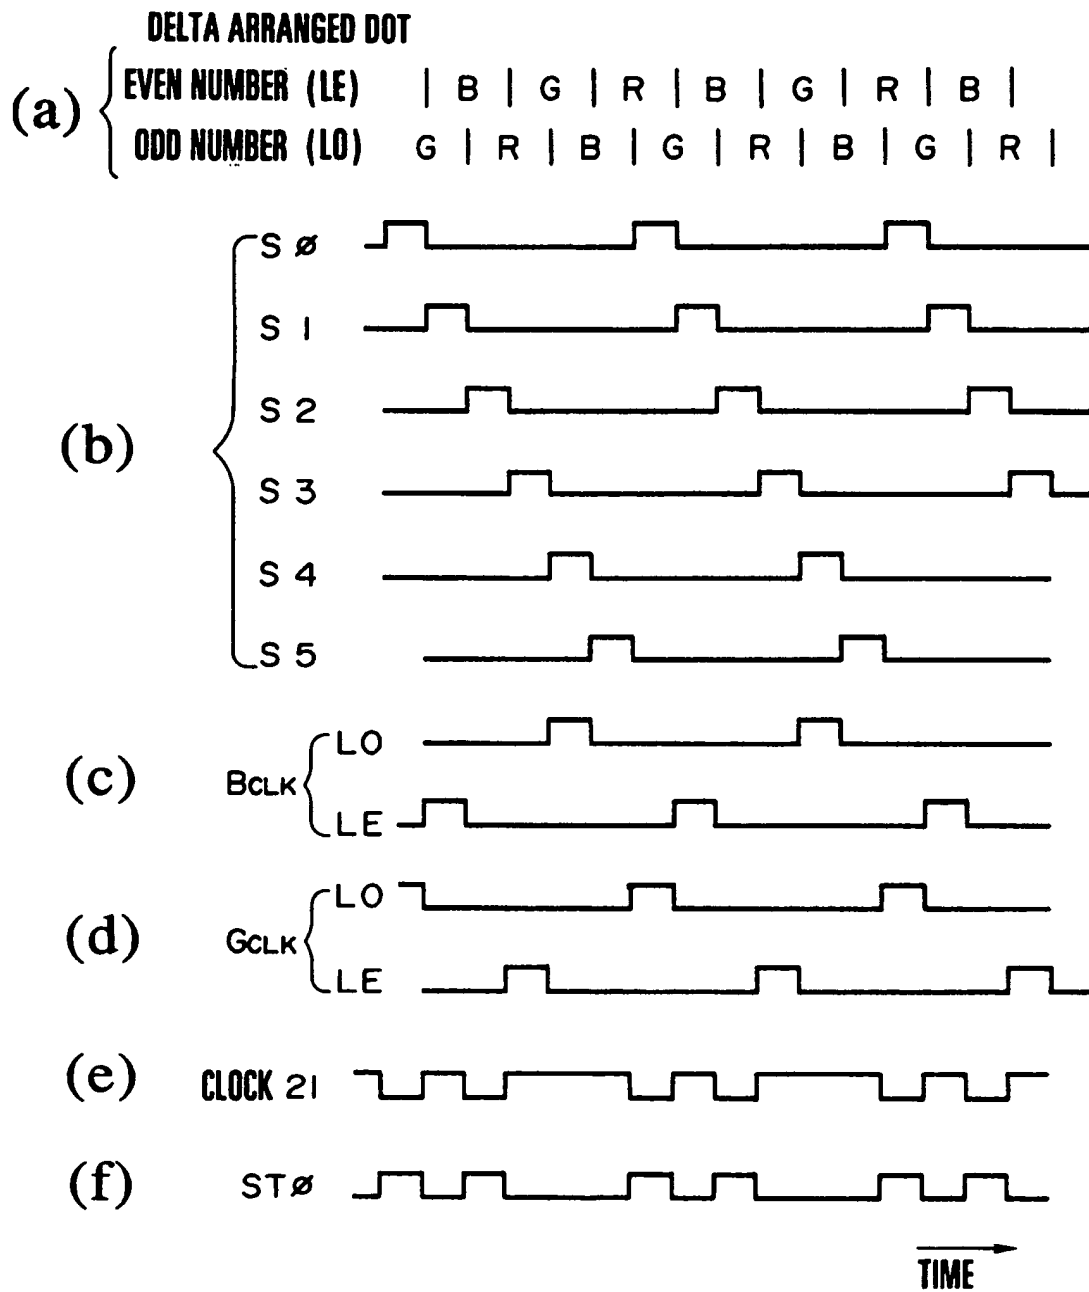 DELTA ARRANGED DOT
(a) EVEN NUMBER (LE) | B | G | R | B | G | R | B |
ODD NUMBER (LO) G | R | B | G | R | B | G | R |
(b)
S Ø
S 1
S 2
S 3
S 4
S 5
(c) BCLK
LO
LE
(d) GCLK
LO
LE
(e) CLOCK 21
(f) STØ
TIME